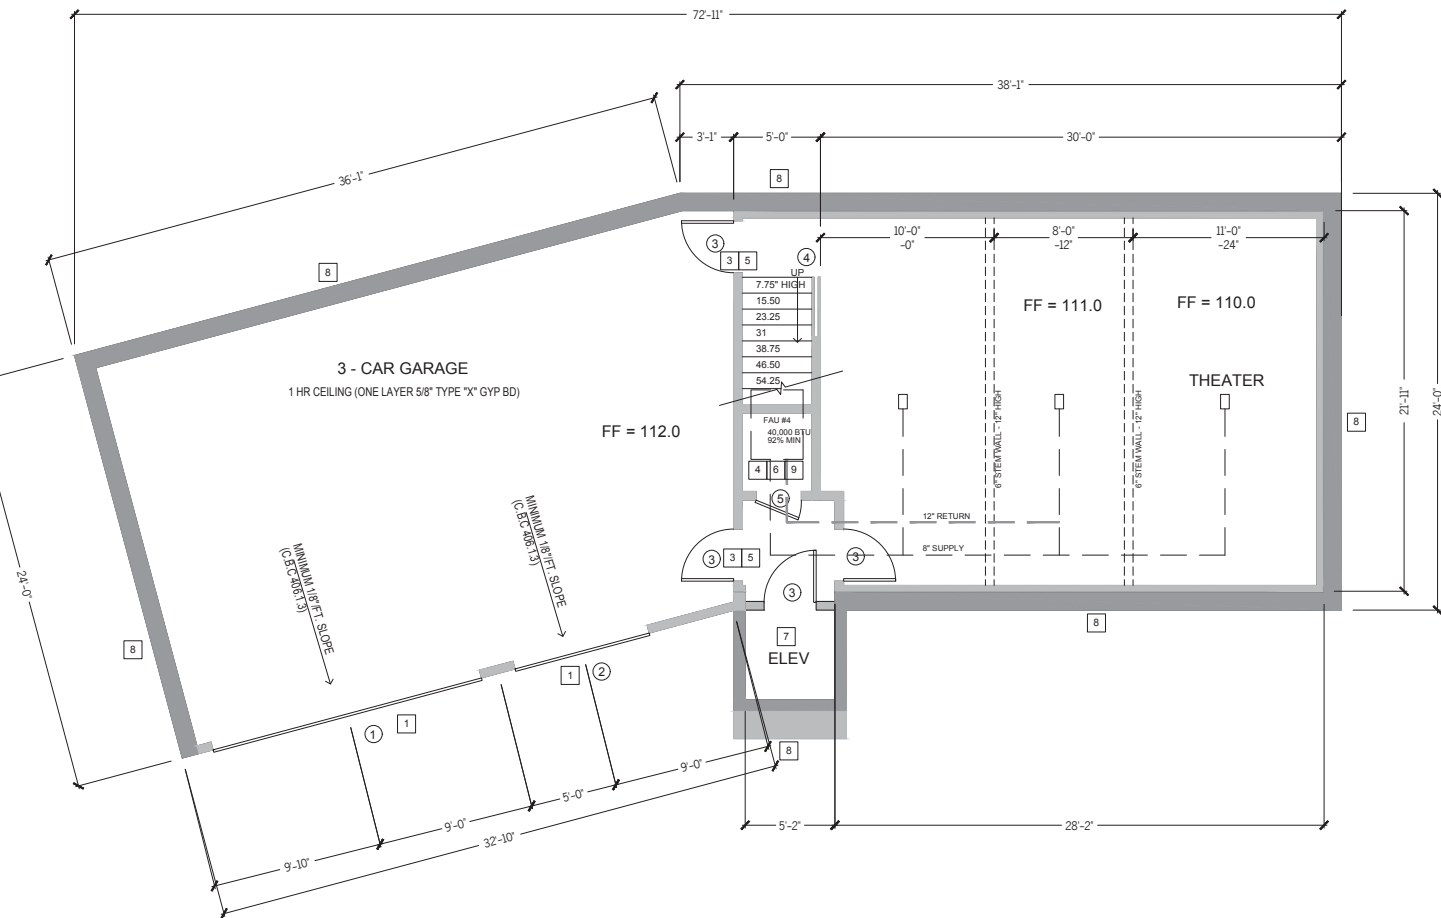 72'-11"
38'-1"
3'-1"
5'-0"
30'-0"
36'-1"
8
10'-0"
-0"
8'-0"
-12"
11'-0"
-24"
3
3 5
4
UP
7.75" HIGH
15.50
23.25
31
38.75
46.50
54.25
8
FF = 111.0
FF = 110.0
3 - CAR GARAGE
1 HR CEILING (ONE LAYER 5/8" TYPE "X" GYP BD)
THEATER
FF = 112.0
FAU #4
40,000 BTU
92% MIN
4 6 9
5
6" STEM WALL - 12" HIGH
6" STEM WALL - 12" HIGH
8
21'-11"
24'-0"
12" RETURN
8" SUPPLY
MINIMUM 1/8"/FT. SLOPE
(C.B.C 406.1.3)
MINIMUM 1/8"/FT. SLOPE
(C.B.C 406.1.3)
3
3 5
3
3
24'-0"
8
7
ELEV
8
1
2
1
1
8
9'-0"
5'-0"
9'-0"
9'-10"
32'-10"
5'-2"
28'-2"